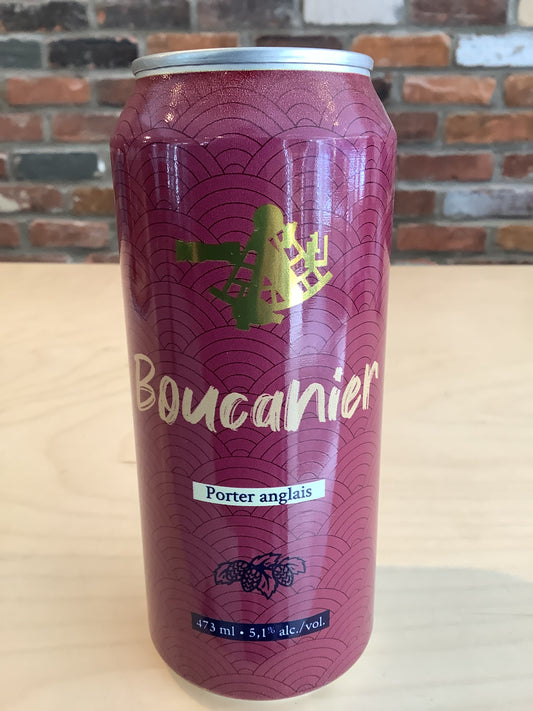 Boucanier
Porter anglais
473 ml • 5,1% alc./vol.